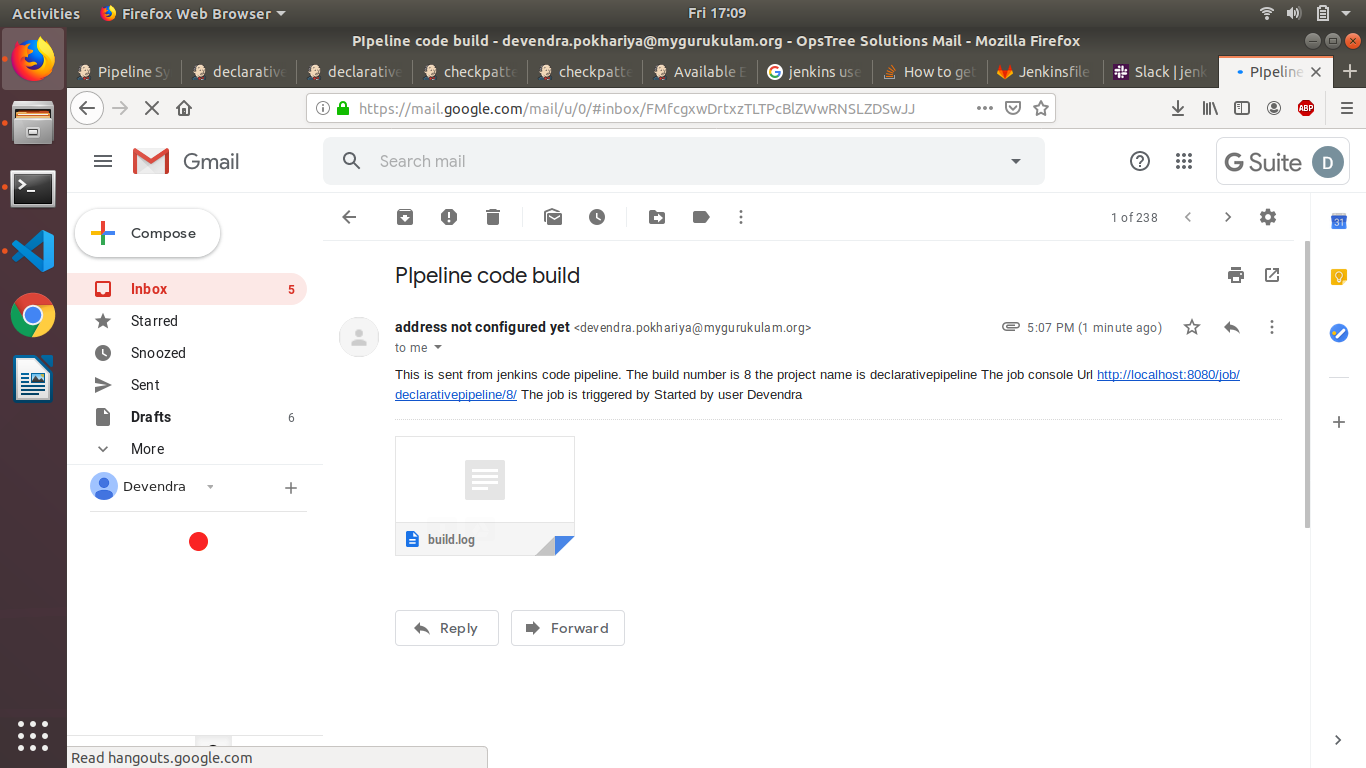 Activities Firefox Web Browser Fri 17:09
PIpeline code build - devendra.pokhariya@mygurukulam.org - OpsTree Solutions Mail - Mozilla Firefox
Pipeline Sy declarative declarative checkpatte checkpatte Available E jenkins use How to get Jenkinsfile Slack | jenk PIpeline
https://mail.google.com/mail/u/0/#inbox/FMfcgxwDrtxzTLTPcBlZWwRNSLZDSwJJ ABP
Gmail Search mail G Suite D
Compose 1 of 238 31
PIpeline code build
Inbox 5
Starred
Snoozed
Sent
Drafts 6
More
Devendra
address not configured yet <devendra.pokhariya@mygurukulam.org> 5:07 PM (1 minute ago)
to me
This is sent from jenkins code pipeline. The build number is 8 the project name is declarativepipeline The job console Url http://localhost:8080/job/
declarativepipeline/8/ The job is triggered by Started by user Devendra
build.log
Reply Forward
Read hangouts.google.com